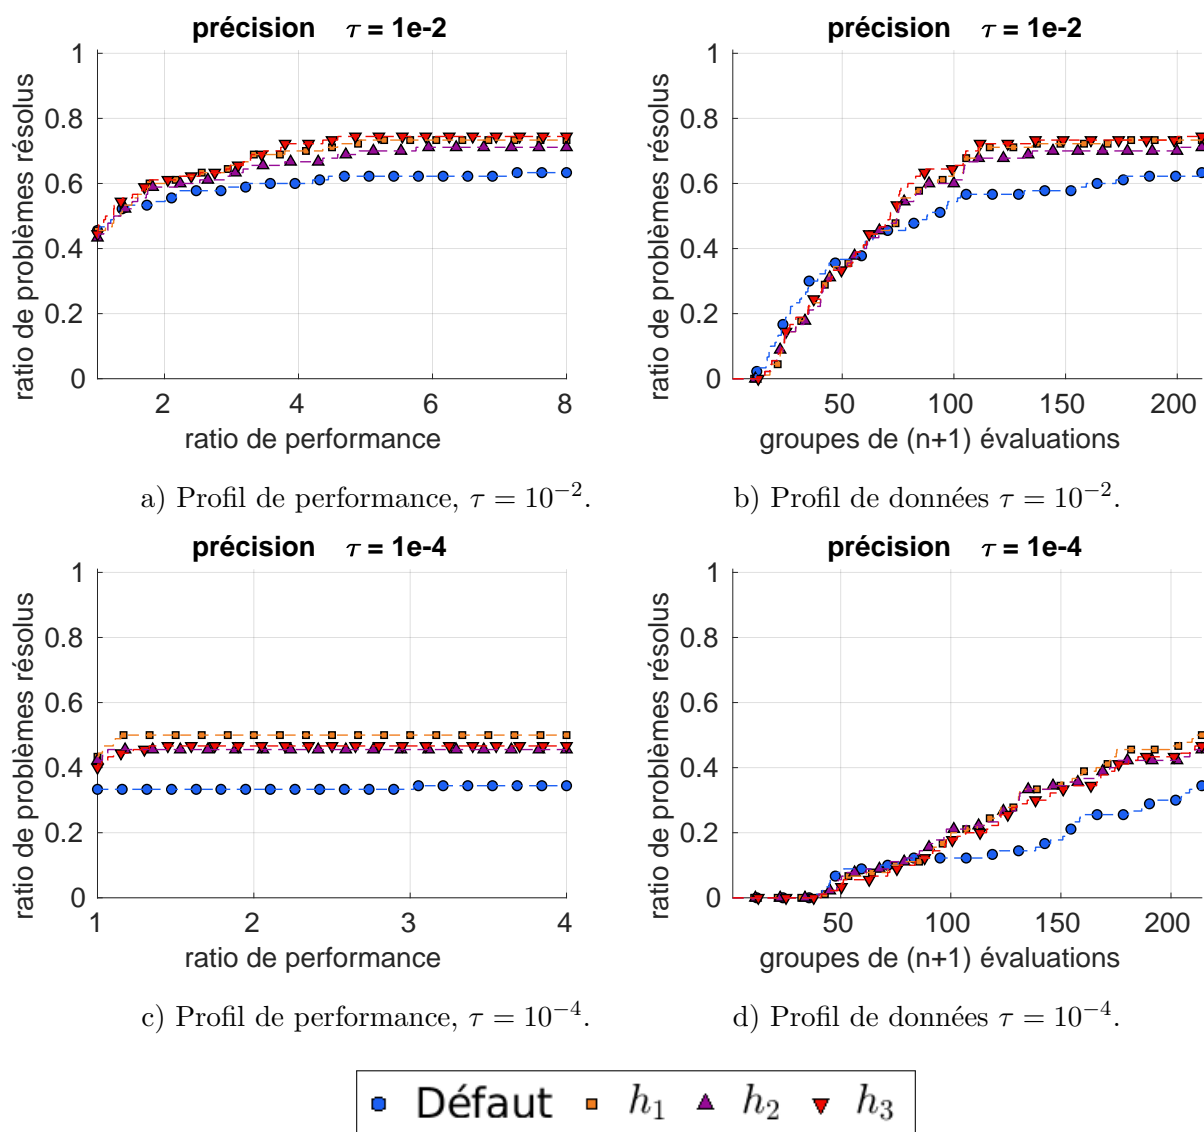 précision τ = 1e-2
ratio de problèmes résolus
1
0.8
0.6
0.4
0.2
0
2 4 6 8
ratio de performance
a) Profil de performance, τ = 10⁻².
précision τ = 1e-2
ratio de problèmes résolus
1
0.8
0.6
0.4
0.2
0
50 100 150 200
groupes de (n+1) évaluations
b) Profil de données τ = 10⁻².
précision τ = 1e-4
ratio de problèmes résolus
1
0.8
0.6
0.4
0.2
0
1 2 3 4
ratio de performance
c) Profil de performance, τ = 10⁻⁴.
précision τ = 1e-4
ratio de problèmes résolus
1
0.8
0.6
0.4
0.2
0
50 100 150 200
groupes de (n+1) évaluations
d) Profil de données τ = 10⁻⁴.
Défaut h₁ h₂ h₃